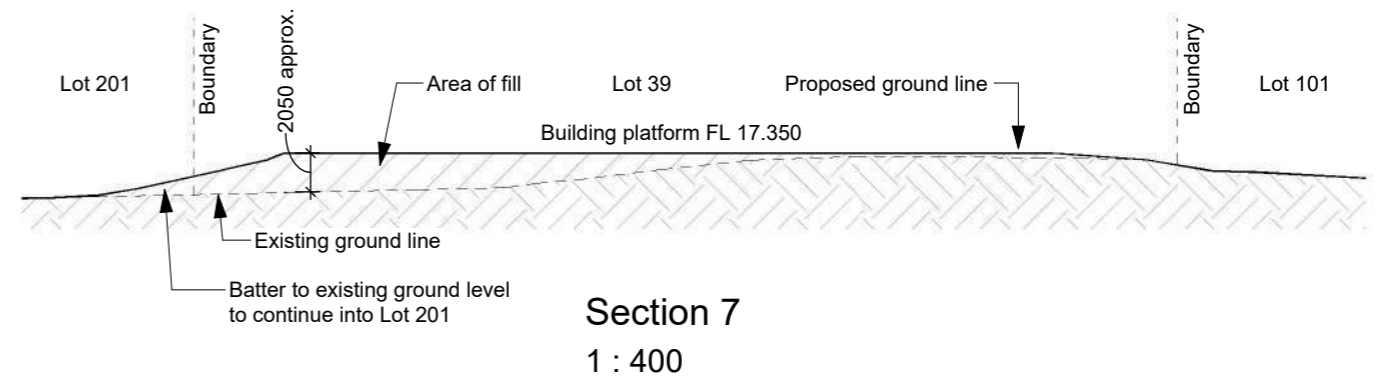 Lot 201
Boundary
2050 approx.
Area of fill
Lot 39
Proposed ground line
Boundary
Lot 101
Building platform FL 17.350
Existing ground line
Batter to existing ground level
to continue into Lot 201
Section 7
1 : 400